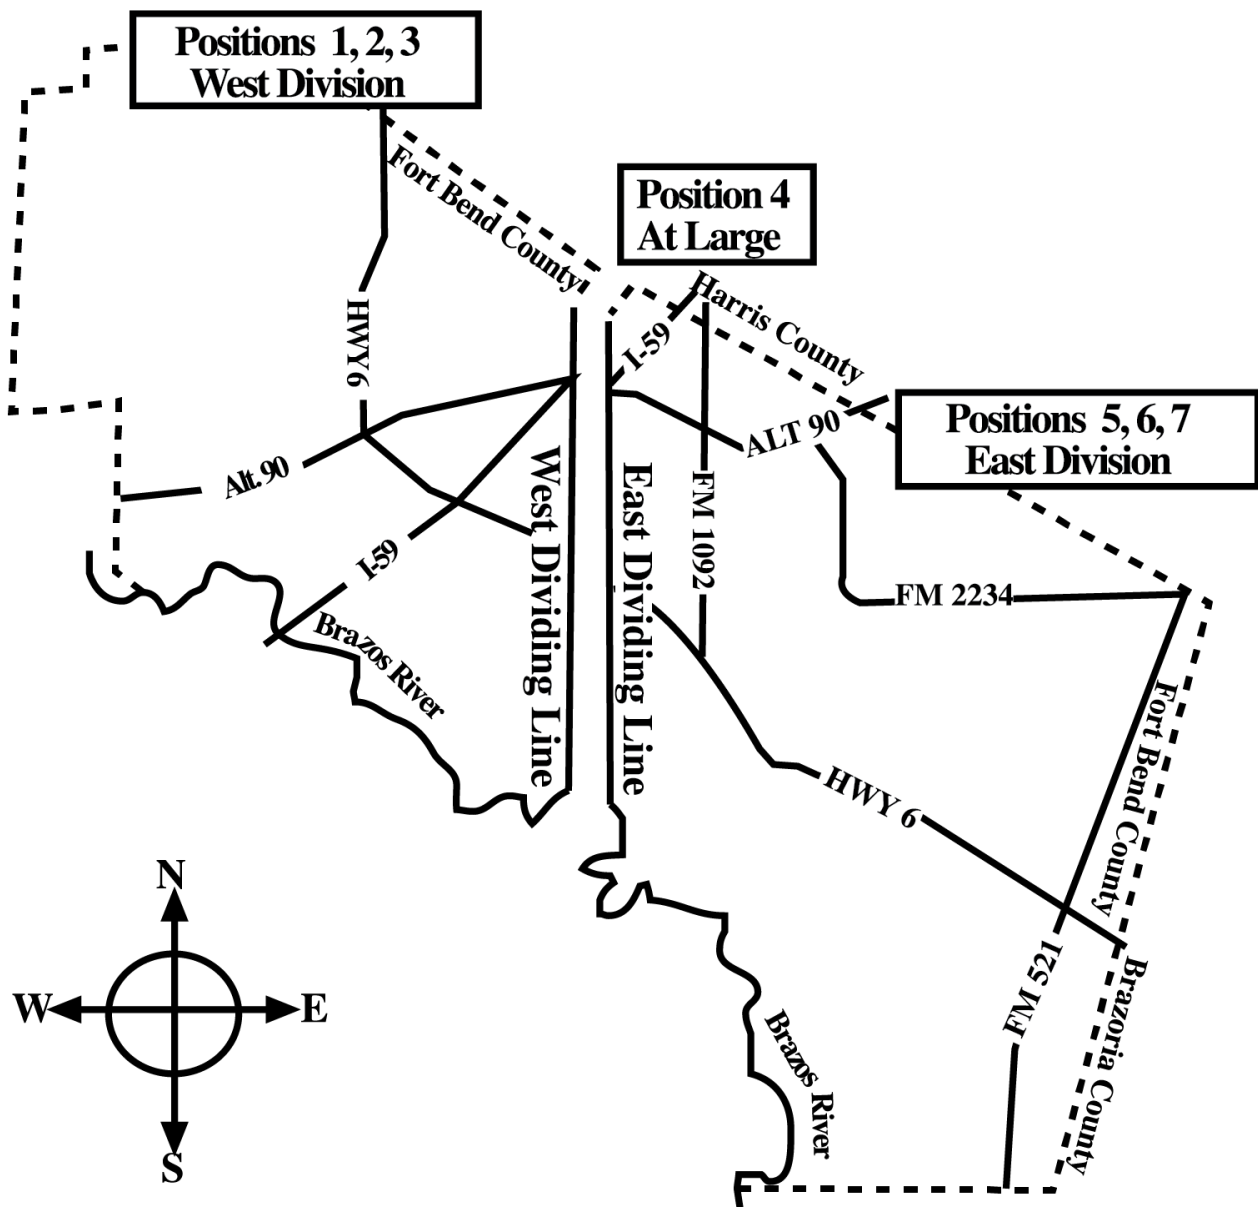 Positions 1, 2, 3
West Division
Fort Bend County
Position 4
At Large
Harris County
HWY 6
I-59
ALT 90
Positions 5, 6, 7
East Division
Alt. 90
West Dividing Line
East Dividing Line
FM 1092
I-59
FM 2234
Brazos River
Fort Bend County
HWY 6
FM 521
Brazoria County
Brazos River
N
W
E
S